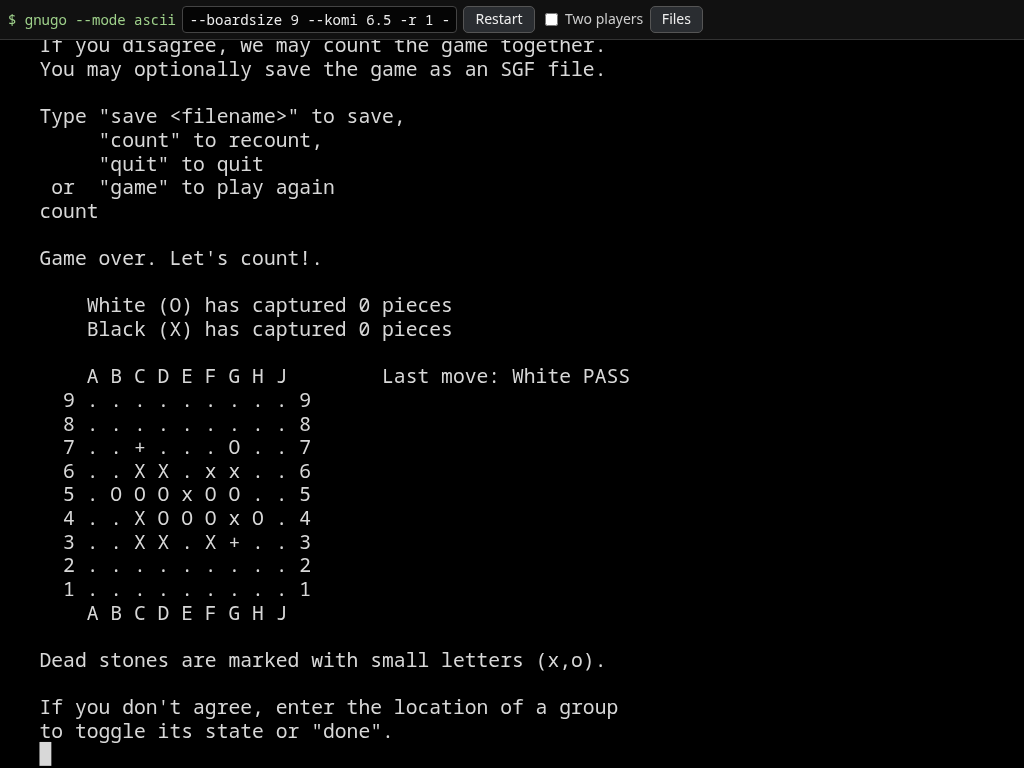 $ gnugo --mode ascii --boardsize 9 --komi 6.5 -r 1 - Restart Two players Files
If you disagree, we may count the game together.
You may optionally save the game as an SGF file.
Type "save <filename>" to save,
"count" to recount,
"quit" to quit
or "game" to play again
count
Game over. Let's count!.
White (O) has captured 0 pieces
Black (X) has captured 0 pieces
A B C D E F G H J Last move: White PASS
9 . . . . . . . . . 9
8 . . . . . . . . . 8
7 . . + . . . O . . 7
6 . . X X . x x . . 6
5 . O O O x O O . . 5
4 . . X O O O x O . 4
3 . . X X . X + . . 3
2 . . . . . . . . . 2
1 . . . . . . . . . 1
A B C D E F G H J
Dead stones are marked with small letters (x,o).
If you don't agree, enter the location of a group
to toggle its state or "done".